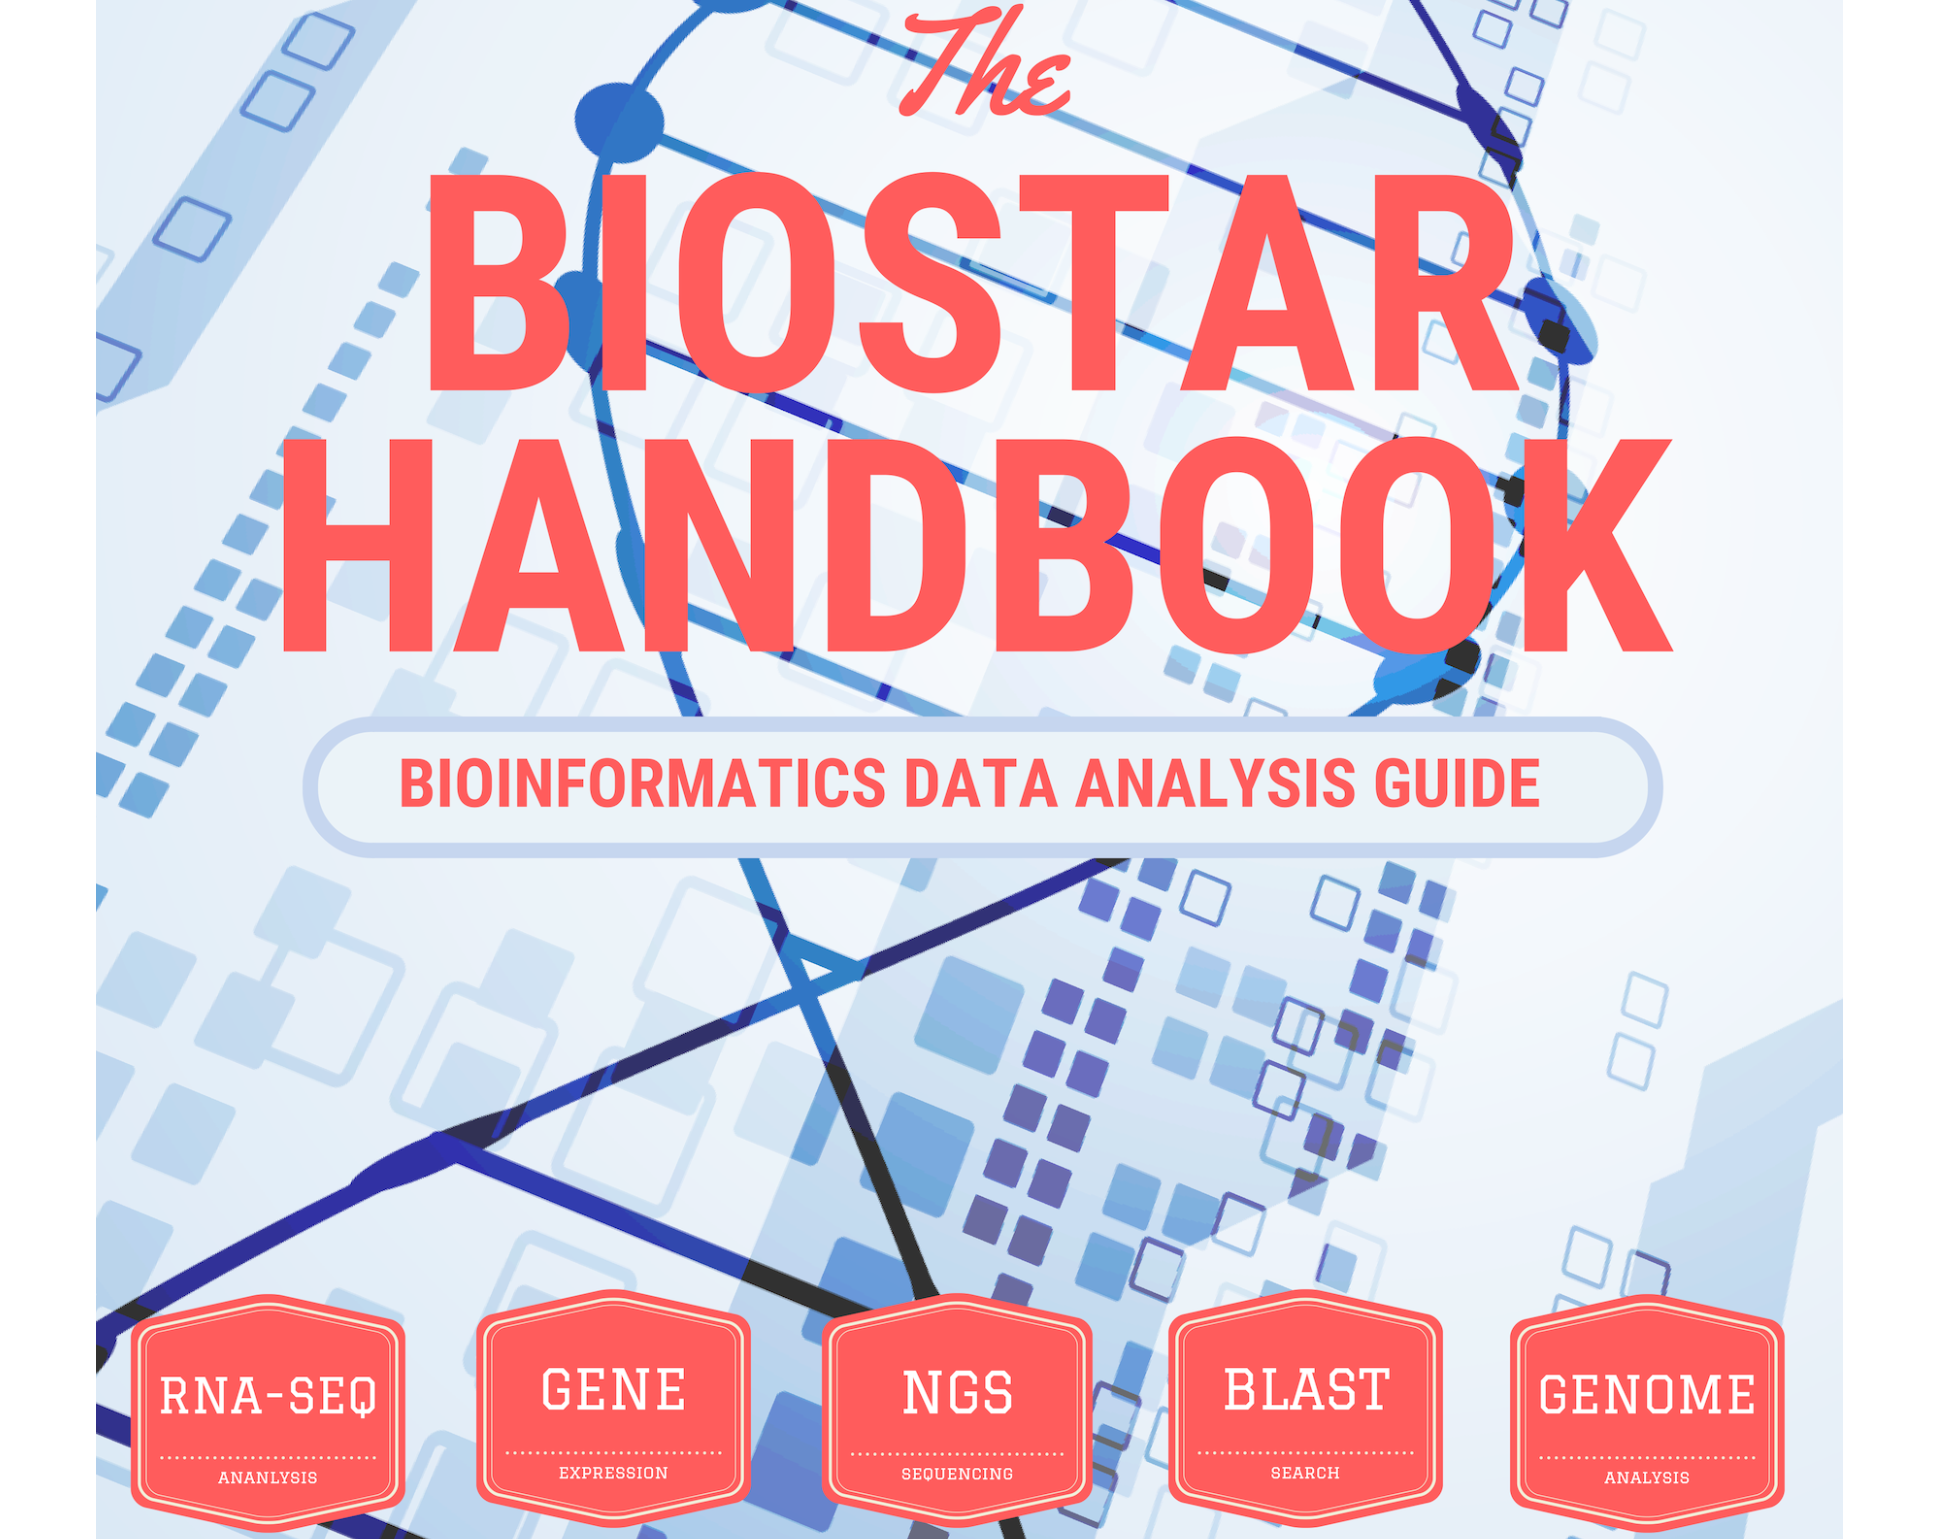 The
BIOSTAR
HANDBOOK
BIOINFORMATICS DATA ANALYSIS GUIDE
RNA-SEQ
ANANLYSIS
GENE
EXPRESSION
NGS
SEQUENCING
BLAST
SEARCH
GENOME
ANALYSIS